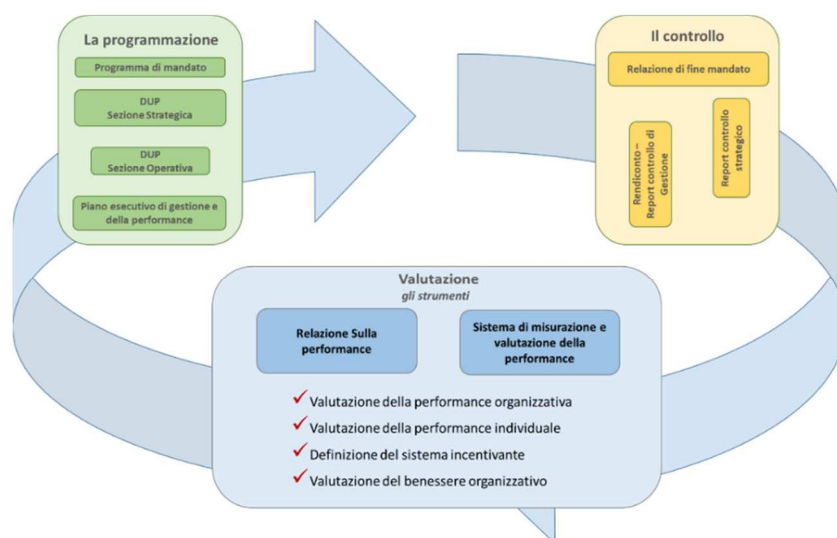 La programmazione
Programma di mandato
DUP
Sezione Strategica
DUP
Sezione Operativa
Piano esecutivo di gestione e
della performance
Il controllo
Relazione di fine mandato
Rendiconto –
Report controllo di
Gestione
Report controllo
strategico
Valutazione
gli strumenti
Relazione Sulla
performance
Sistema di misurazione e
valutazione della
performance
Valutazione della performance organizzativa
Valutazione della performance individuale
Definizione del sistema incentivante
Valutazione del benessere organizzativo